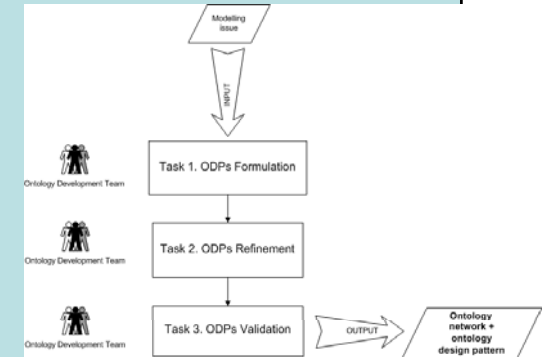 Modelling
issue
INPUT
Task 1. ODPs Formulation
Ontology Development Team
Task 2. ODPs Refinement
Ontology Development Team
Task 3. ODPs Validation
Ontology Development Team
OUTPUT
Ontology
network +
ontology
design pattern